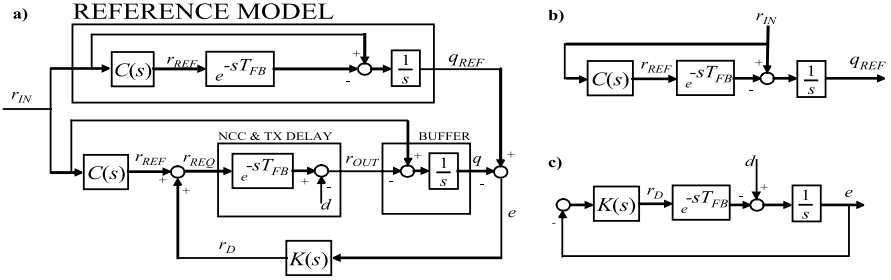 a)
REFERENCE MODEL
C(s)
r_REF
e^-sT_FB
+
-
1/s
q_REF
r_IN
NCC & TX DELAY
BUFFER
C(s)
r_REF
+
+
r_REQ
e^-sT_FB
+
-
d
r_OUT
+
-
1/s
q
+
-
e
r_D
K(s)
b)
r_IN
C(s)
r_REF
e^-sT_FB
+
-
1/s
q_REF
c)
-
K(s)
r_D
e^-sT_FB
d
+
-
1/s
e